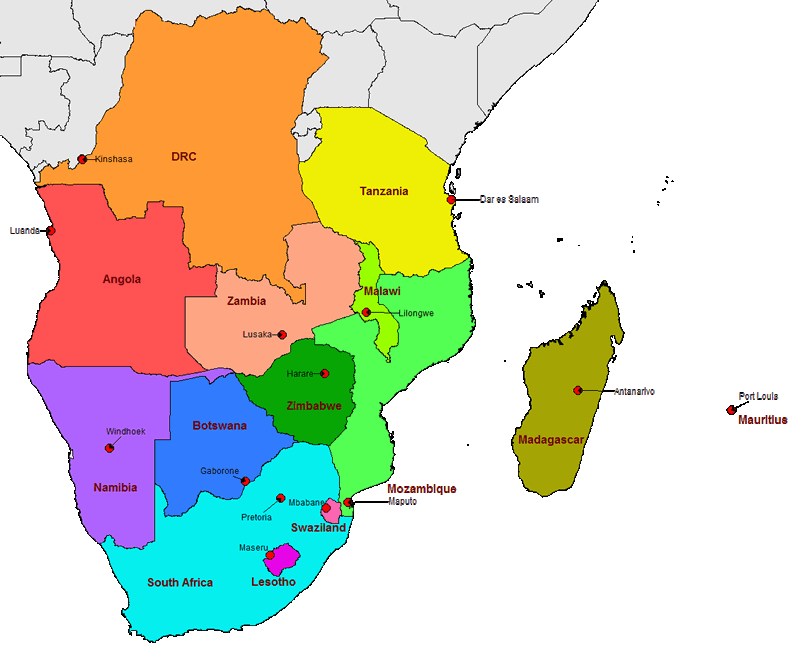 DRC
Kinshasa
Tanzania
Dar es Salaam
Luanda
Angola
Malawi
Zambia
Lilongwe
Lusaka
Harare
Antanarivo
Port Louis
Zimbabwe
Mauritius
Botswana
Windhoek
Madagascar
Gaborone
Namibia
Mozambique
Mbabane
Maputo
Pretoria
Swaziland
Maseru
South Africa
Lesotho